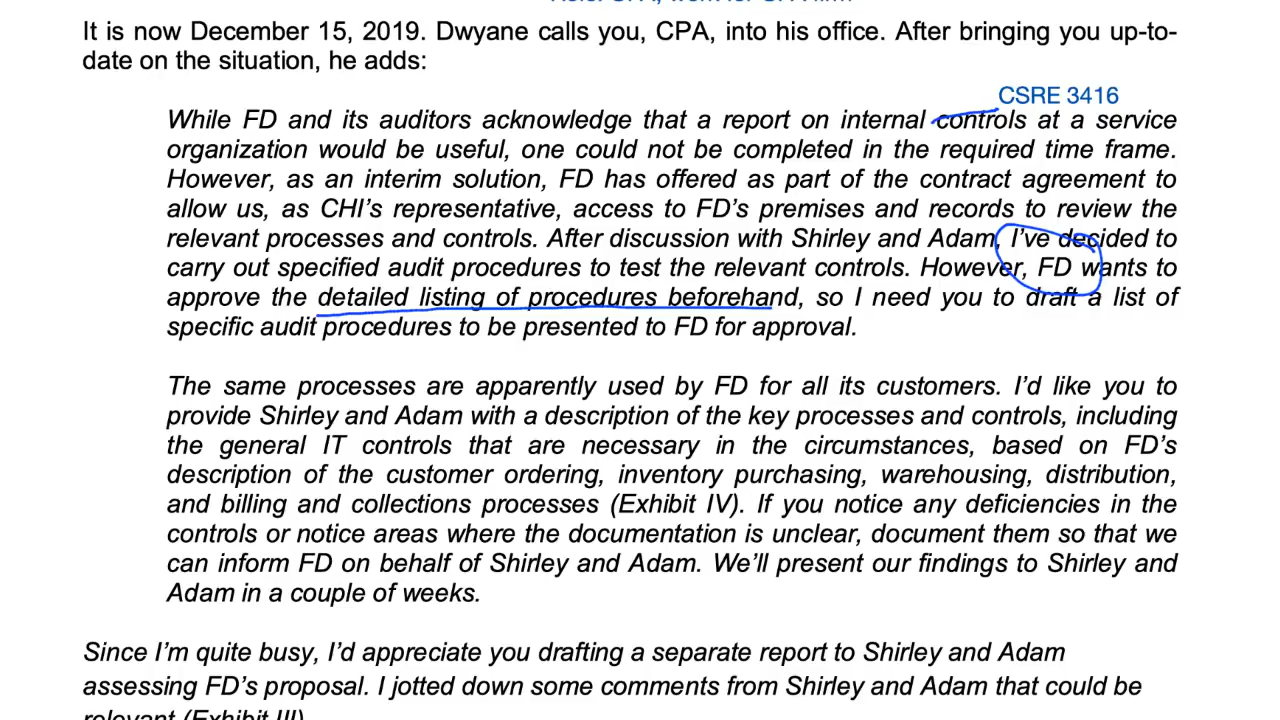 It is now December 15, 2019. Dwyane calls you, CPA, into his office. After bringing you up-to-
date on the situation, he adds:
CSRE 3416
While FD and its auditors acknowledge that a report on internal controls at a service
organization would be useful, one could not be completed in the required time frame.
However, as an interim solution, FD has offered as part of the contract agreement to
allow us, as CHI's representative, access to FD's premises and records to review the
relevant processes and controls. After discussion with Shirley and Adam, I've decided to
carry out specified audit procedures to test the relevant controls. However, FD wants to
approve the detailed listing of procedures beforehand, so I need you to draft a list of
specific audit procedures to be presented to FD for approval.
The same processes are apparently used by FD for all its customers. I'd like you to
provide Shirley and Adam with a description of the key processes and controls, including
the general IT controls that are necessary in the circumstances, based on FD's
description of the customer ordering, inventory purchasing, warehousing, distribution,
and billing and collections processes (Exhibit IV). If you notice any deficiencies in the
controls or notice areas where the documentation is unclear, document them so that we
can inform FD on behalf of Shirley and Adam. We'll present our findings to Shirley and
Adam in a couple of weeks.
Since I'm quite busy, I'd appreciate you drafting a separate report to Shirley and Adam
assessing FD's proposal. I jotted down some comments from Shirley and Adam that could be
relevant (Exhibit III)